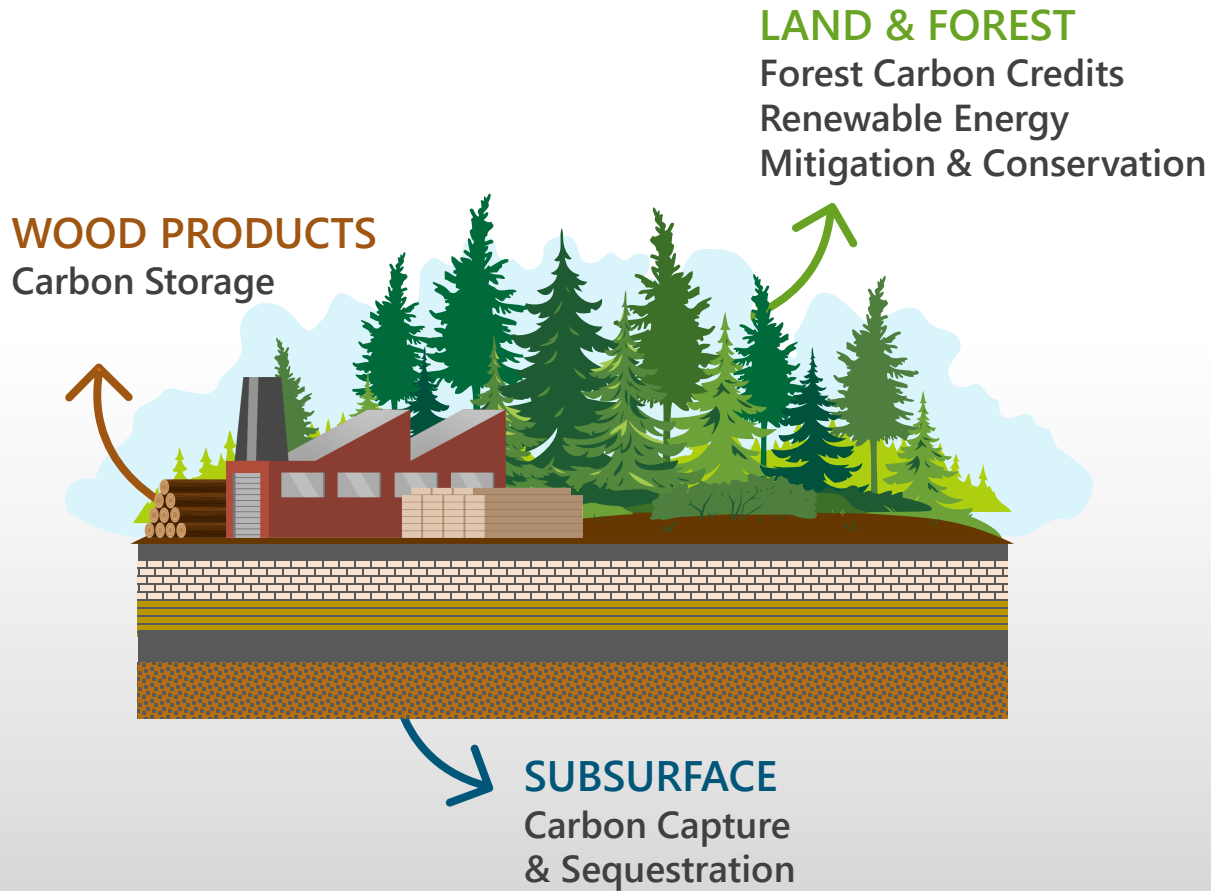 LAND & FOREST
Forest Carbon Credits
Renewable Energy
Mitigation & Conservation
WOOD PRODUCTS
Carbon Storage
SUBSURFACE
Carbon Capture
& Sequestration